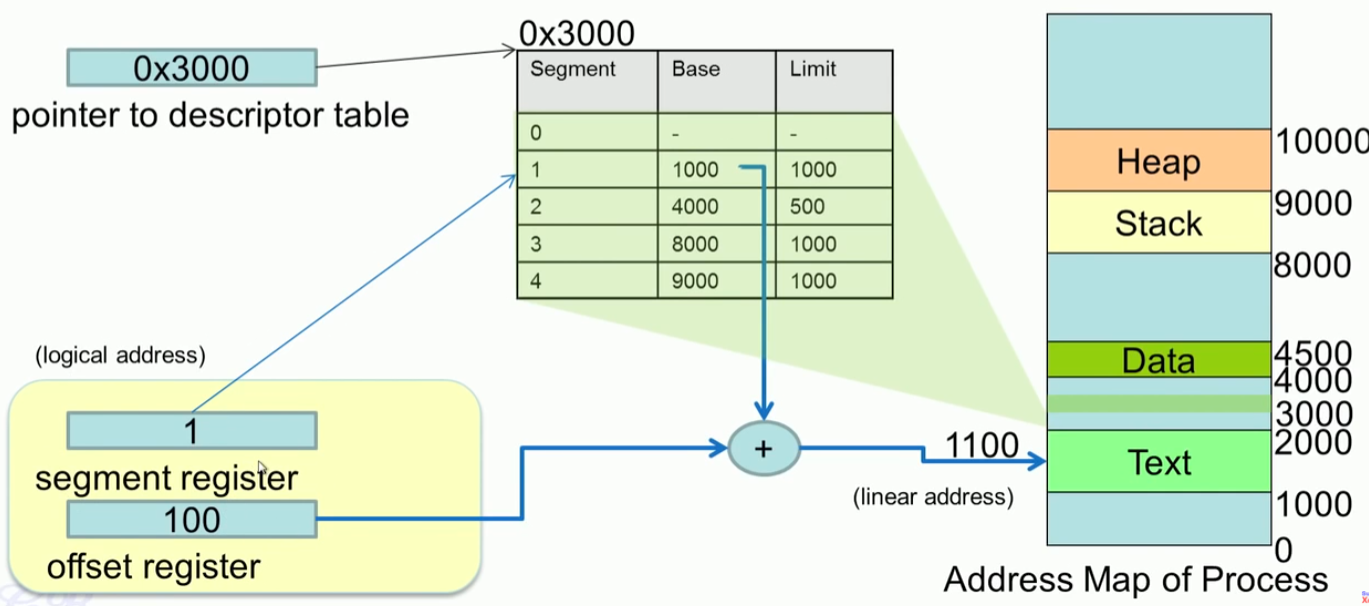 0x3000
pointer to descriptor table
0x3000
Segment Base Limit
0 - -
1 1000 1000
2 4000 500
3 8000 1000
4 9000 1000
(logical address)
1
segment register
100
offset register
+
1100
(linear address)
10000
Heap
9000
Stack
8000
4500
Data
4000
3000
2000
Text
1000
0
Address Map of Process